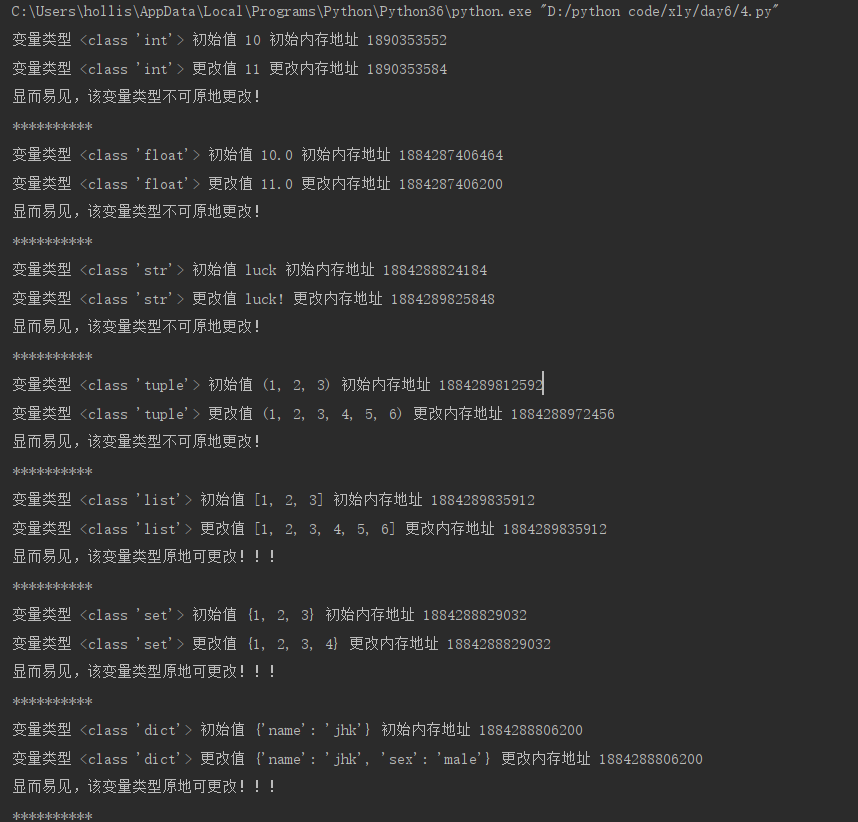 C:\Users\hollis\AppData\Local\Programs\Python\Python36\python.exe "D:/python code/xly/day6/4.py"
变量类型 <class 'int'> 初始值 10 初始内存地址 1890353552
变量类型 <class 'int'> 更改值 11 更改内存地址 1890353584
显而易见，该变量类型不可原地更改！
**********
变量类型 <class 'float'> 初始值 10.0 初始内存地址 1884287406464
变量类型 <class 'float'> 更改值 11.0 更改内存地址 1884287406200
显而易见，该变量类型不可原地更改！
**********
变量类型 <class 'str'> 初始值 luck 初始内存地址 1884288824184
变量类型 <class 'str'> 更改值 luck! 更改内存地址 1884289825848
显而易见，该变量类型不可原地更改！
**********
变量类型 <class 'tuple'> 初始值 (1, 2, 3) 初始内存地址 1884289812592
变量类型 <class 'tuple'> 更改值 (1, 2, 3, 4, 5, 6) 更改内存地址 1884288972456
显而易见，该变量类型不可原地更改！
**********
变量类型 <class 'list'> 初始值 [1, 2, 3] 初始内存地址 1884289835912
变量类型 <class 'list'> 更改值 [1, 2, 3, 4, 5, 6] 更改内存地址 1884289835912
显而易见，该变量类型原地可更改！！！
**********
变量类型 <class 'set'> 初始值 {1, 2, 3} 初始内存地址 1884288829032
变量类型 <class 'set'> 更改值 {1, 2, 3, 4} 更改内存地址 1884288829032
显而易见，该变量类型原地可更改！！！
**********
变量类型 <class 'dict'> 初始值 {'name': 'jhk'} 初始内存地址 1884288806200
变量类型 <class 'dict'> 更改值 {'name': 'jhk', 'sex': 'male'} 更改内存地址 1884288806200
显而易见，该变量类型原地可更改！！！
**********